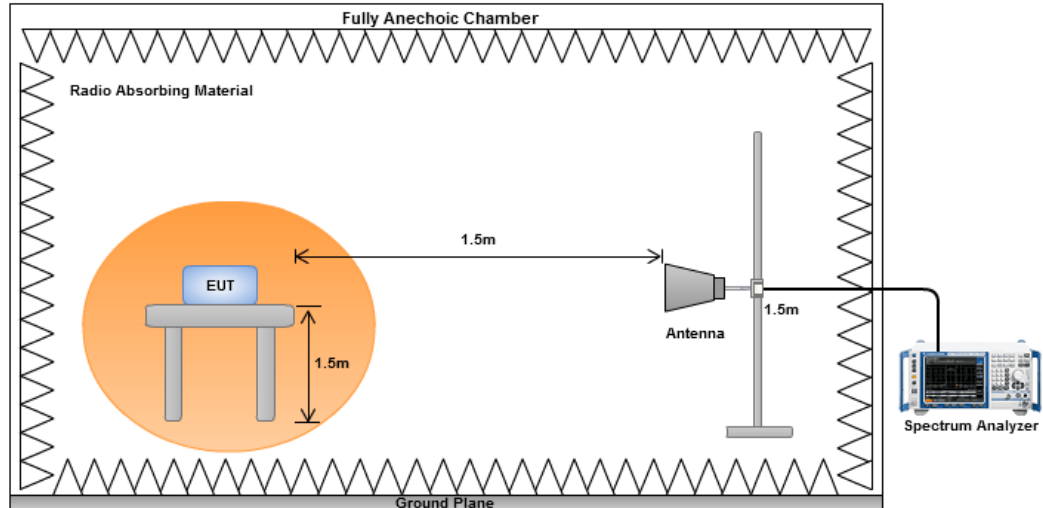 Fully Anechoic Chamber
Radio Absorbing Material
1.5m
EUT
1.5m
1.5m
Antenna
Spectrum Analyzer
Ground Plane